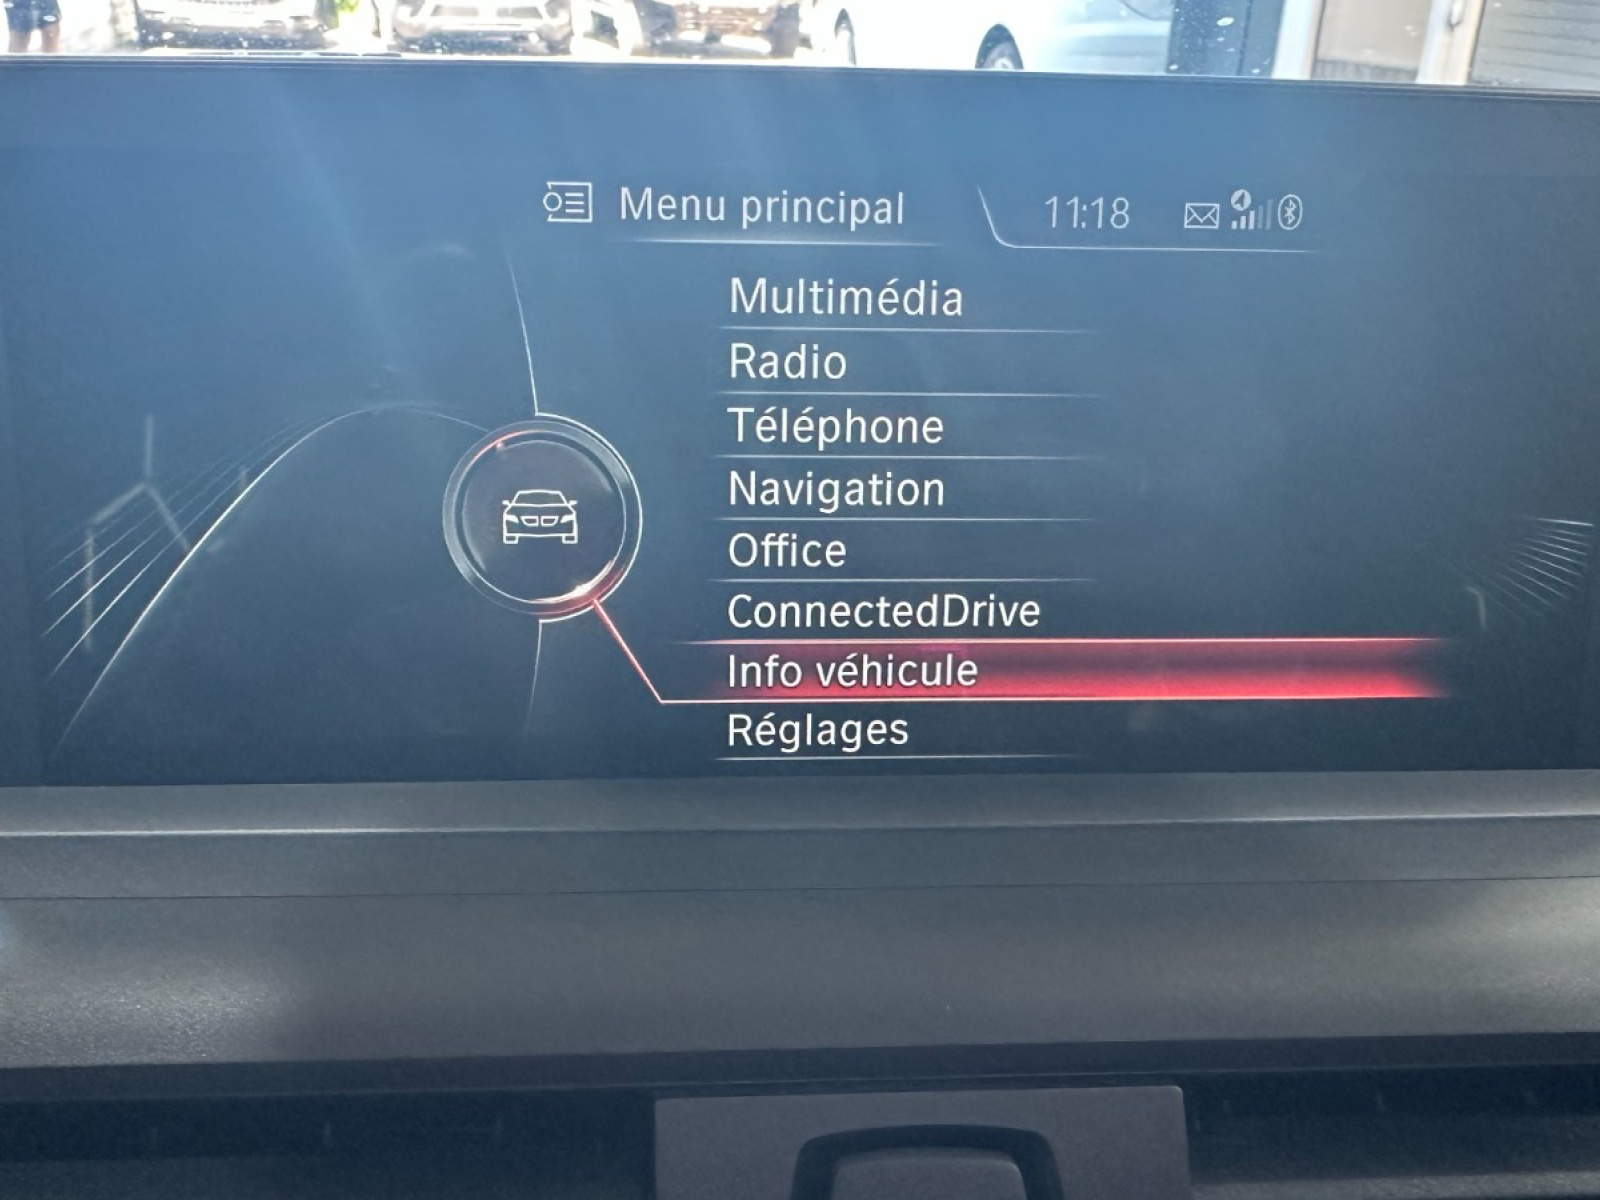 Menu principal
11:18
Multimédia
Radio
Téléphone
Navigation
Office
ConnectedDrive
Info véhicule
Réglages